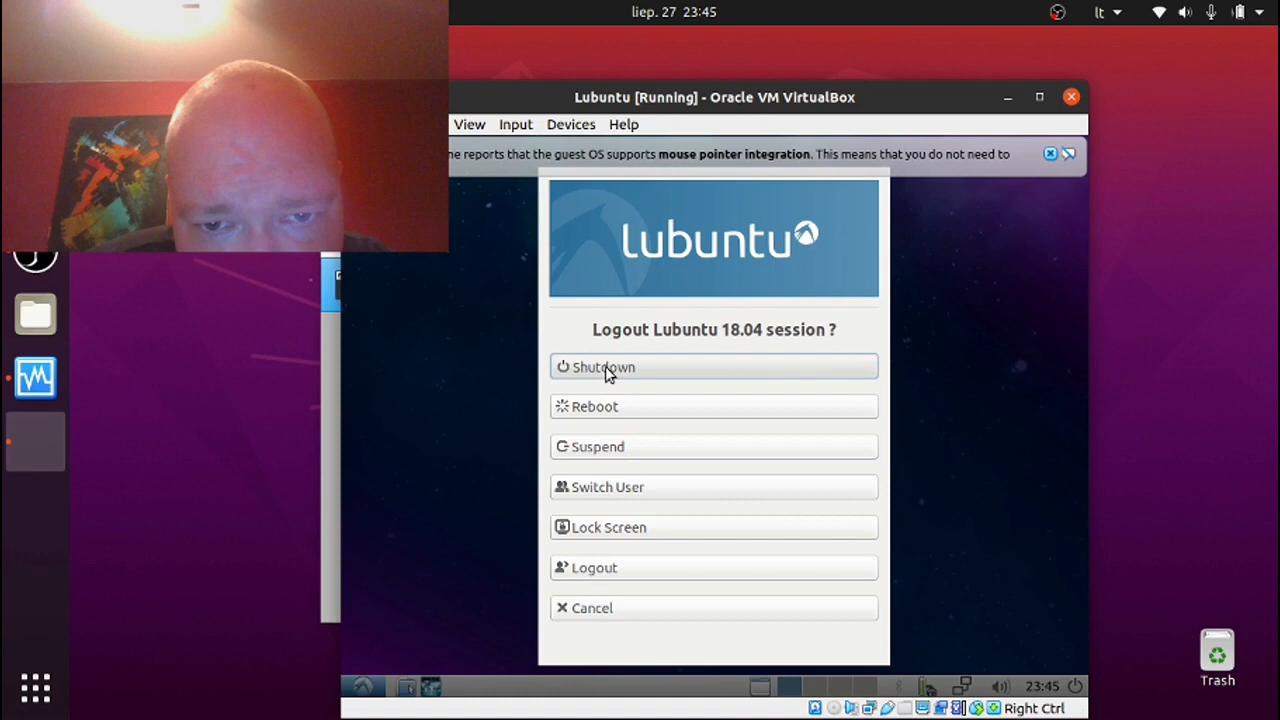 liep. 27 23:45
lt
Lubuntu [Running] - Oracle VM VirtualBox
View Input Devices Help
reports that the guest OS supports mouse pointer integration. This means that you do not need to
lubuntu
Logout Lubuntu 18.04 session ?
Shutdown
Reboot
Suspend
Switch User
Lock Screen
Logout
Cancel
Trash
23:45
Right Ctrl